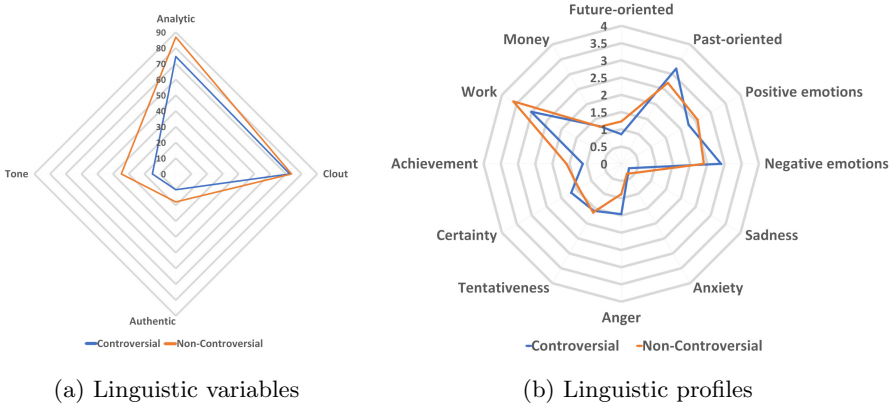 Analytic
90
80
70
60
50
40
30
20
10
0
Tone
Clout
Authentic
Controversial Non-Controversial
(a) Linguistic variables
Future-oriented
4
3.5
3
2.5
2
1.5
1
0.5
0
Money
Past-oriented
Work
Positive emotions
Achievement
Negative emotions
Certainty
Sadness
Tentativeness
Anxiety
Anger
Controversial Non-Controversial
(b) Linguistic profiles